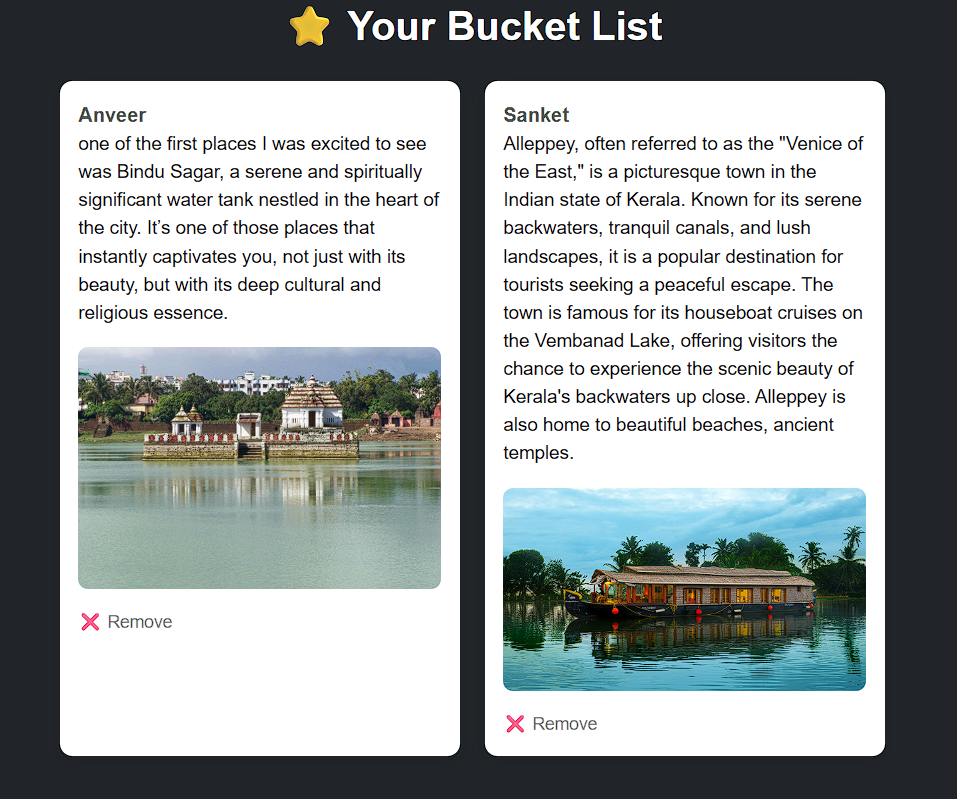 Your Bucket List
Anveer
one of the first places I was excited to see
was Bindu Sagar, a serene and spiritually
significant water tank nestled in the heart of
the city. It’s one of those places that
instantly captivates you, not just with its
beauty, but with its deep cultural and
religious essence.
Remove
Sanket
Alleppey, often referred to as the "Venice of
the East," is a picturesque town in the
Indian state of Kerala. Known for its serene
backwaters, tranquil canals, and lush
landscapes, it is a popular destination for
tourists seeking a peaceful escape. The
town is famous for its houseboat cruises on
the Vembanad Lake, offering visitors the
chance to experience the scenic beauty of
Kerala's backwaters up close. Alleppey is
also home to beautiful beaches, ancient
temples.
Remove